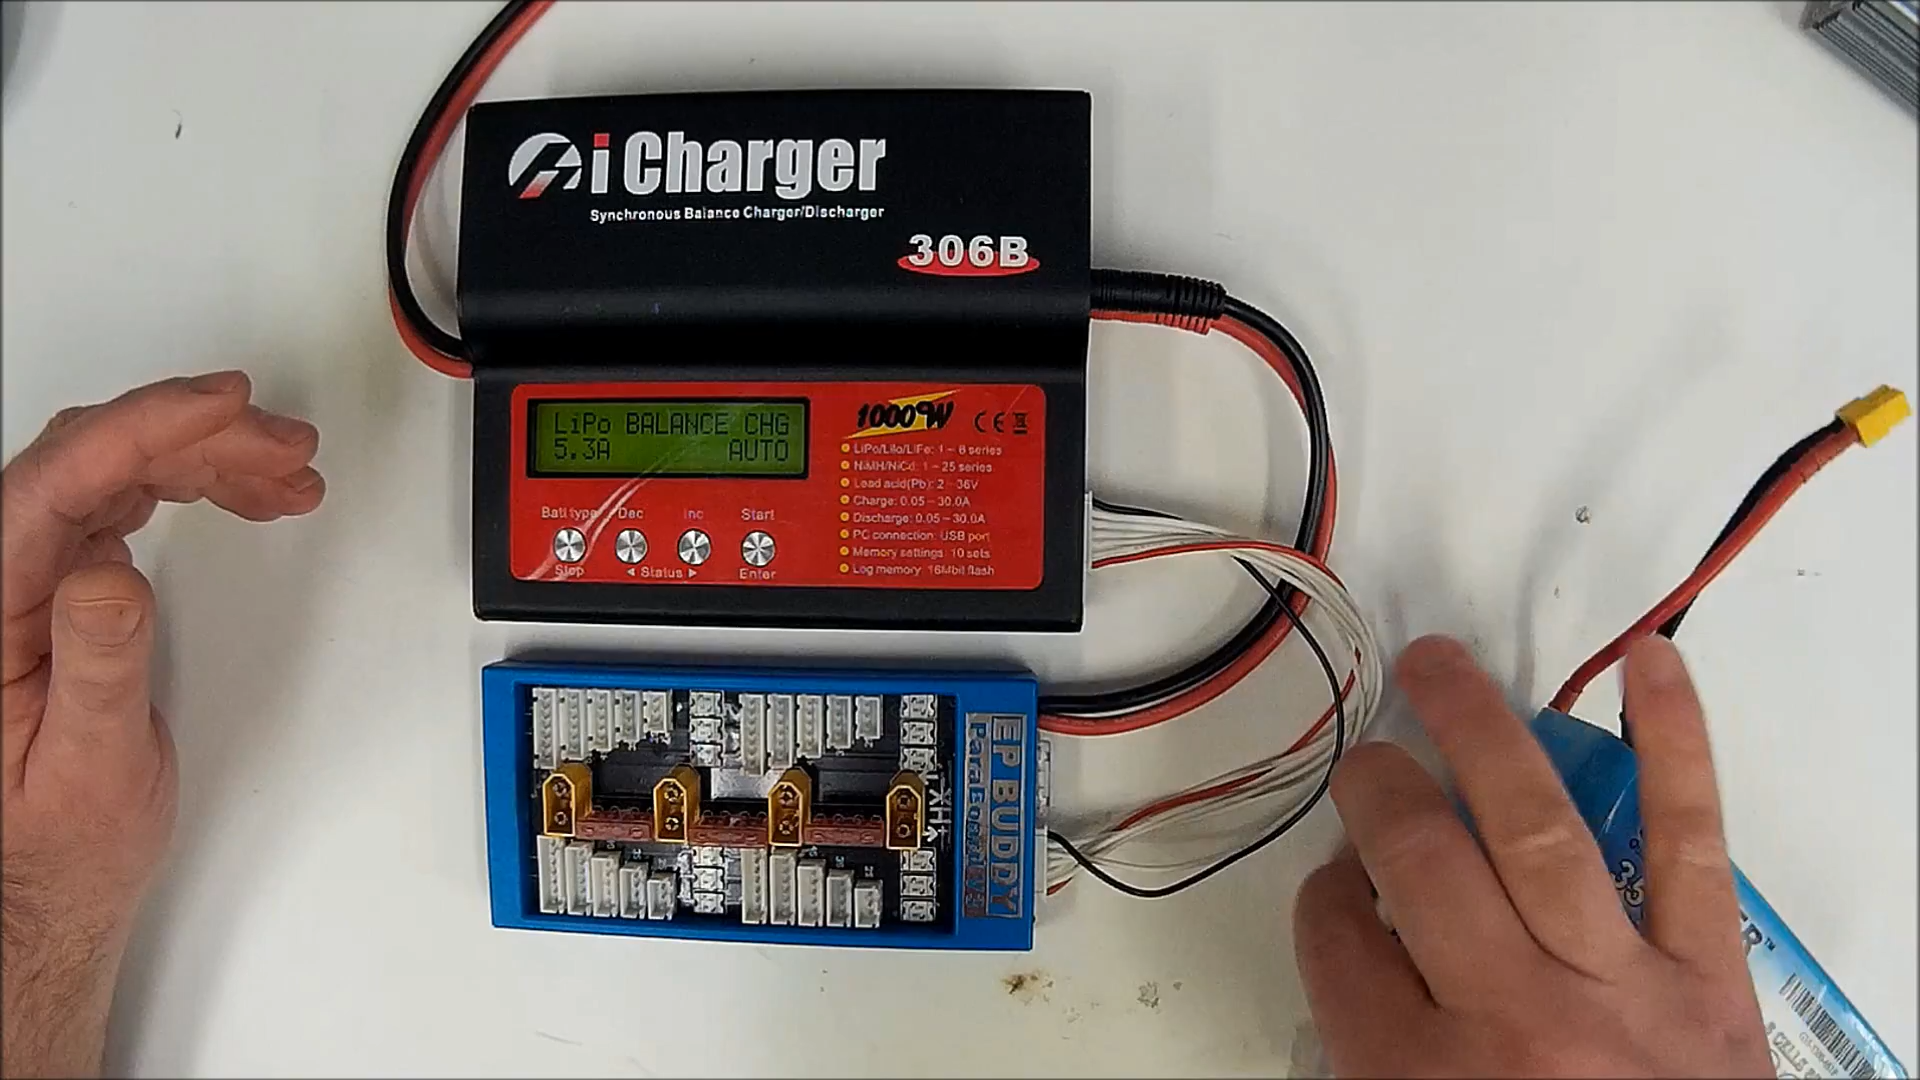 i Charger
Synchronous Balance Charger/Discharger
306B
LiPo BALANCE CHG
5.3A AUTO
1000W CE
LiPo/Lilo/LiFe: 1~6 series
NiMH/NiCd: 1~25 series
Lead acid(Pb): 2~36V
Charge: 0.05~30.0A
Discharge: 0.05~30.0A
PC connection: USB port
Memory settings: 10 sets
Log memory: 16Mbit flash
Batt type Dec Inc Start
Stop ◄ Status ► Enter
EP BUDDY
XH